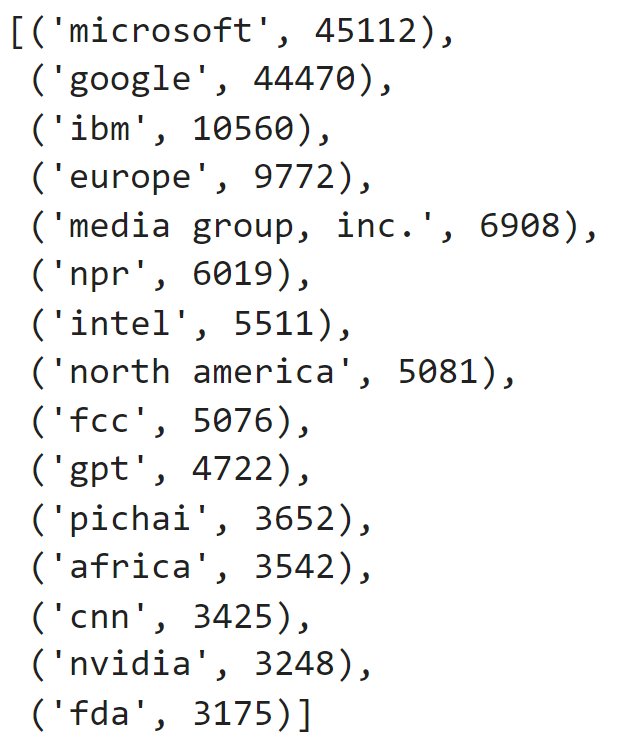 [('microsoft', 45112),
('google', 44470),
('ibm', 10560),
('europe', 9772),
('media group, inc.', 6908),
('npr', 6019),
('intel', 5511),
('north america', 5081),
('fcc', 5076),
('gpt', 4722),
('pichai', 3652),
('africa', 3542),
('cnn', 3425),
('nvidia', 3248),
('fda', 3175)]